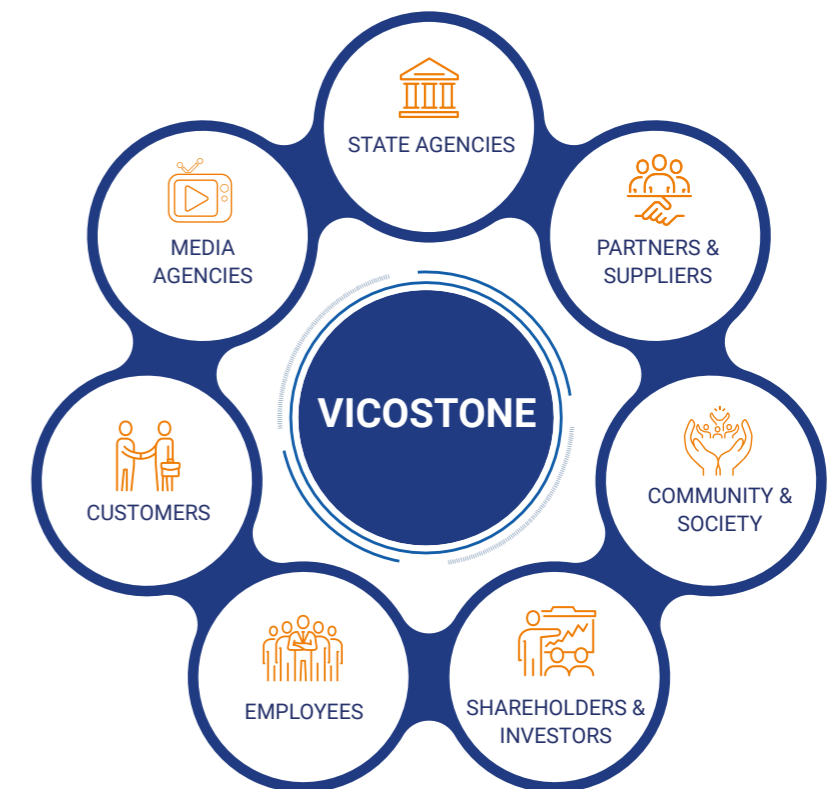 STATE AGENCIES
MEDIA
AGENCIES
PARTNERS &
SUPPLIERS
VICOSTONE
CUSTOMERS
COMMUNITY &
SOCIETY
EMPLOYEES
SHAREHOLDERS &
INVESTORS